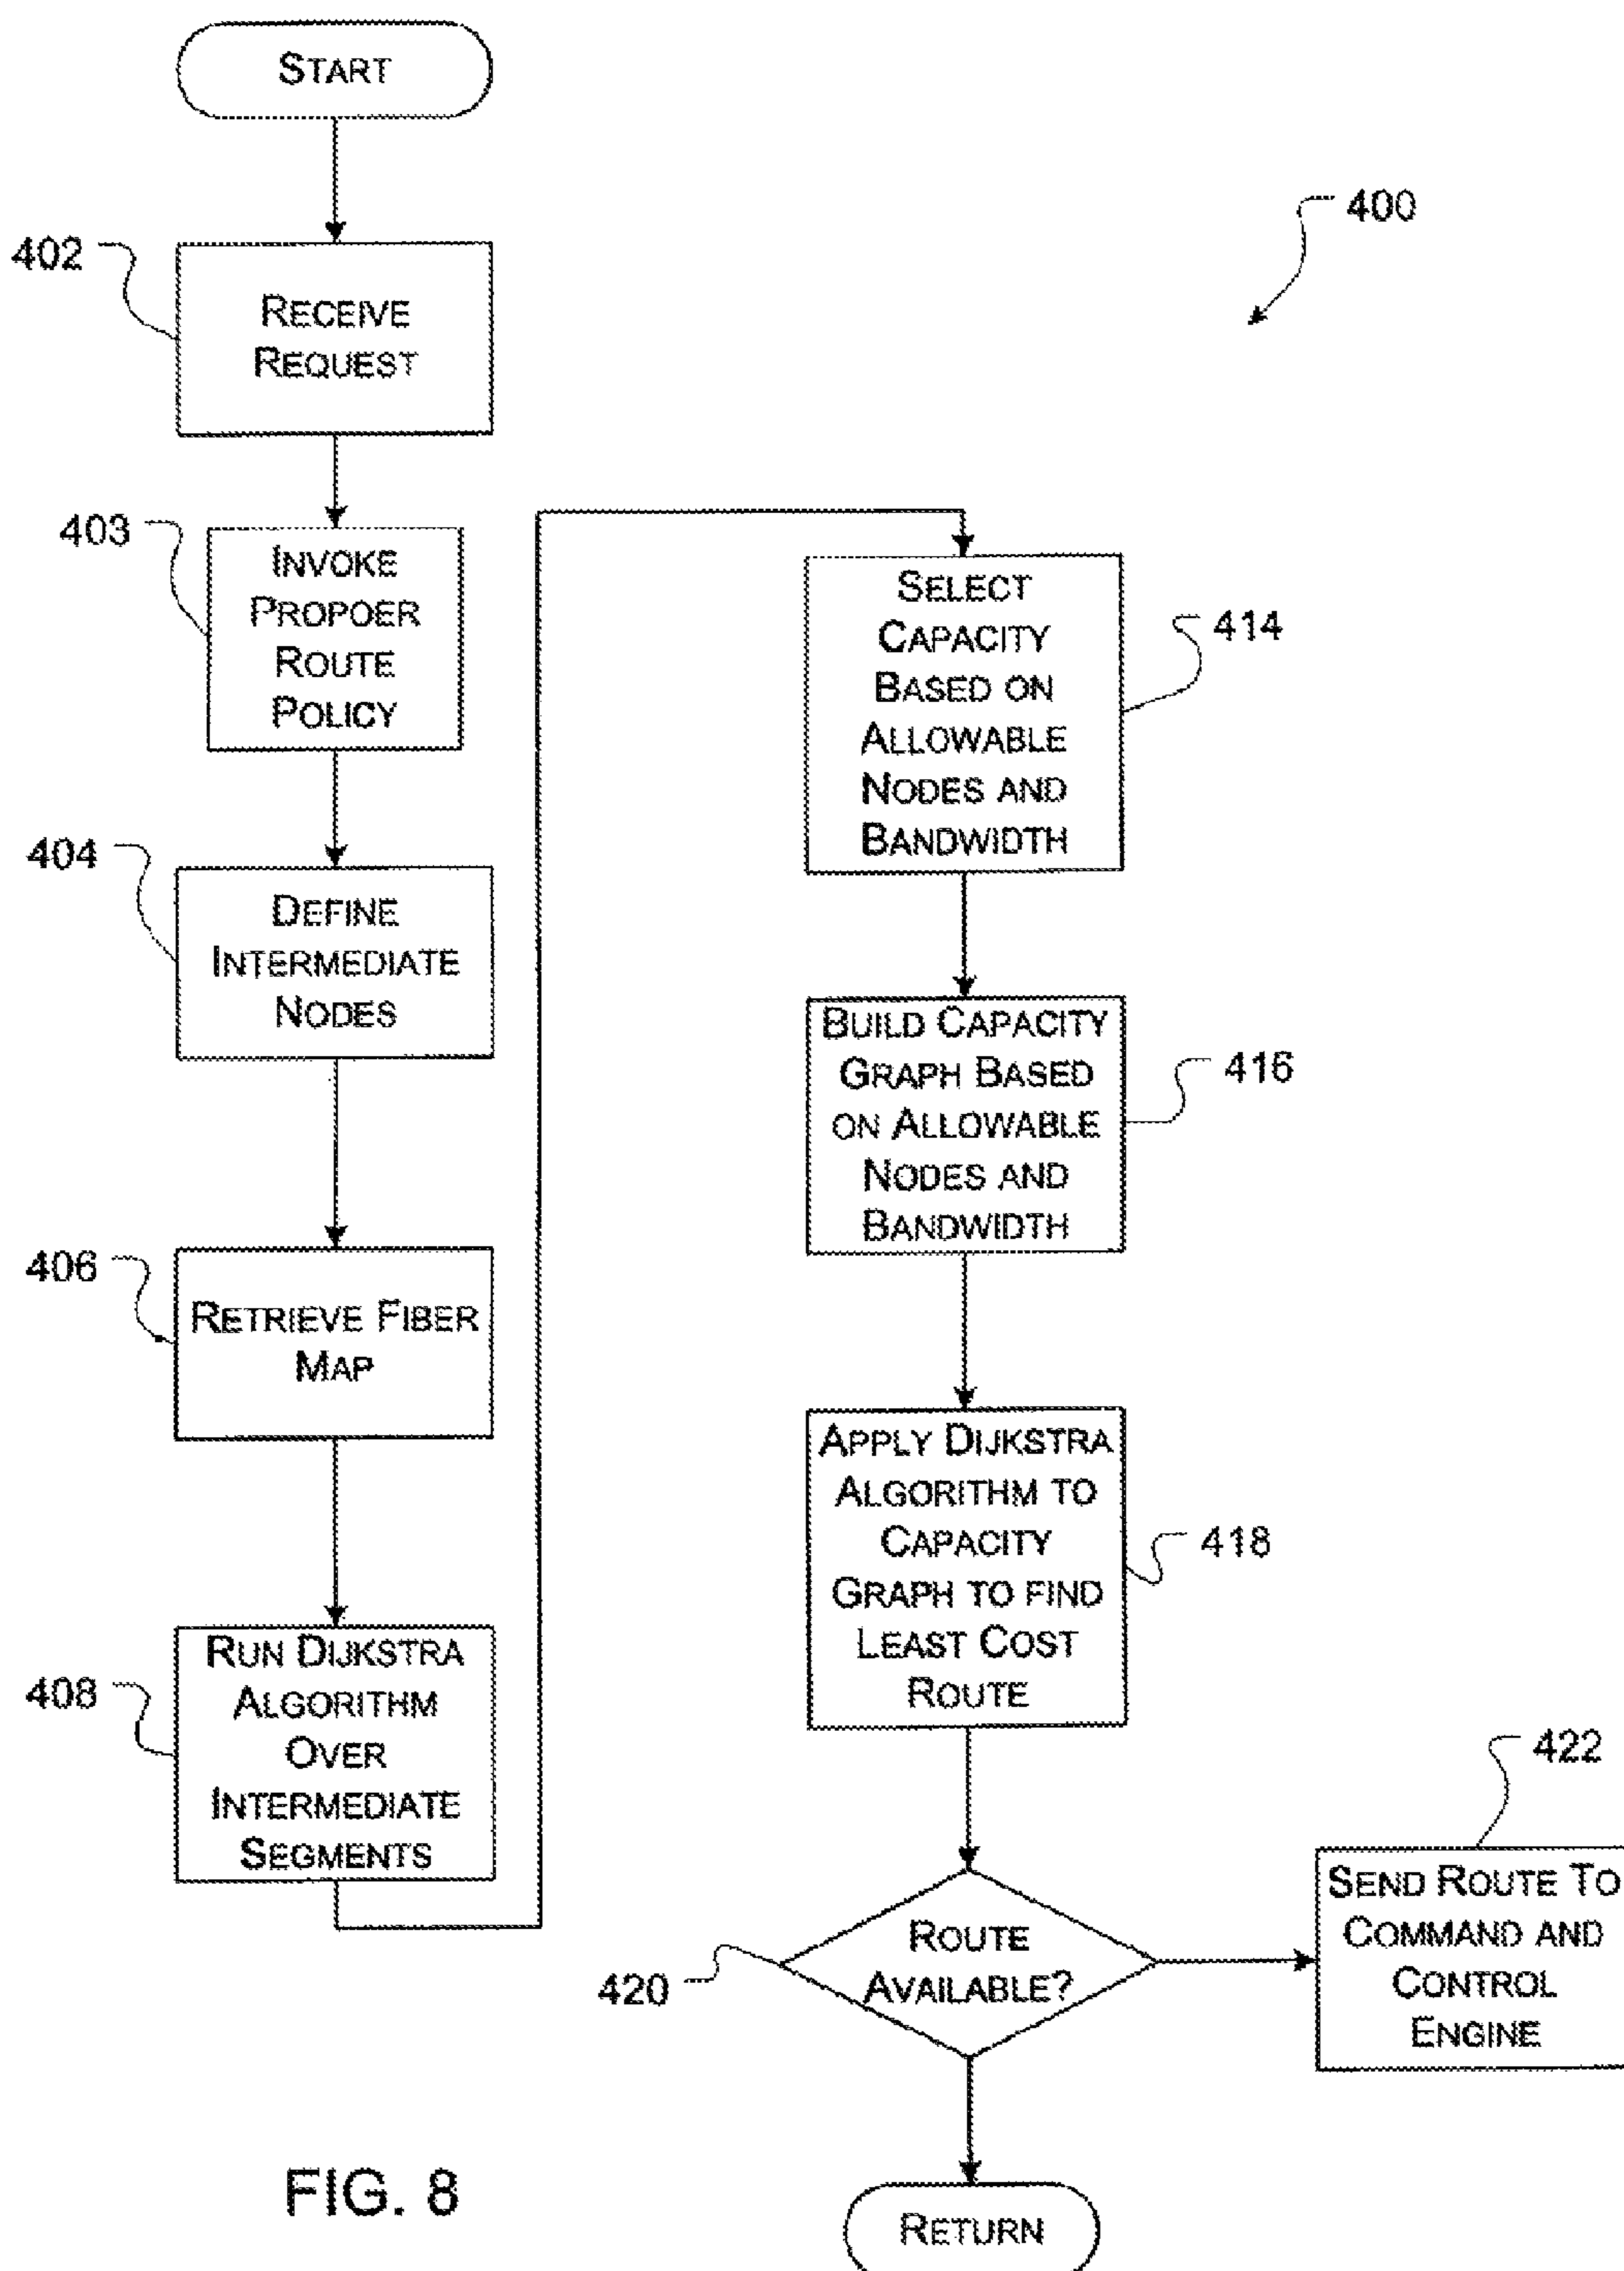 START
402
RECEIVE
REQUEST
403
INVOKE
PROPOER
ROUTE
POLICY
404
DEFINE
INTERMEDIATE
NODES
406
RETRIEVE FIBER
MAP
408
RUN DIJKSTRA
ALGORITHM
OVER
INTERMEDIATE
SEGMENTS
400
SELECT
CAPACITY
BASED ON
ALLOWABLE
NODES AND
BANDWIDTH
414
BUILD CAPACITY
GRAPH BASED
ON ALLOWABLE
NODES AND
BANDWIDTH
416
APPLY DIJKSTRA
ALGORITHM TO
CAPACITY
GRAPH TO FIND
LEAST COST
ROUTE
418
420
ROUTE
AVAILABLE?
422
SEND ROUTE TO
COMMAND AND
CONTROL
ENGINE
RETURN
FIG. 8